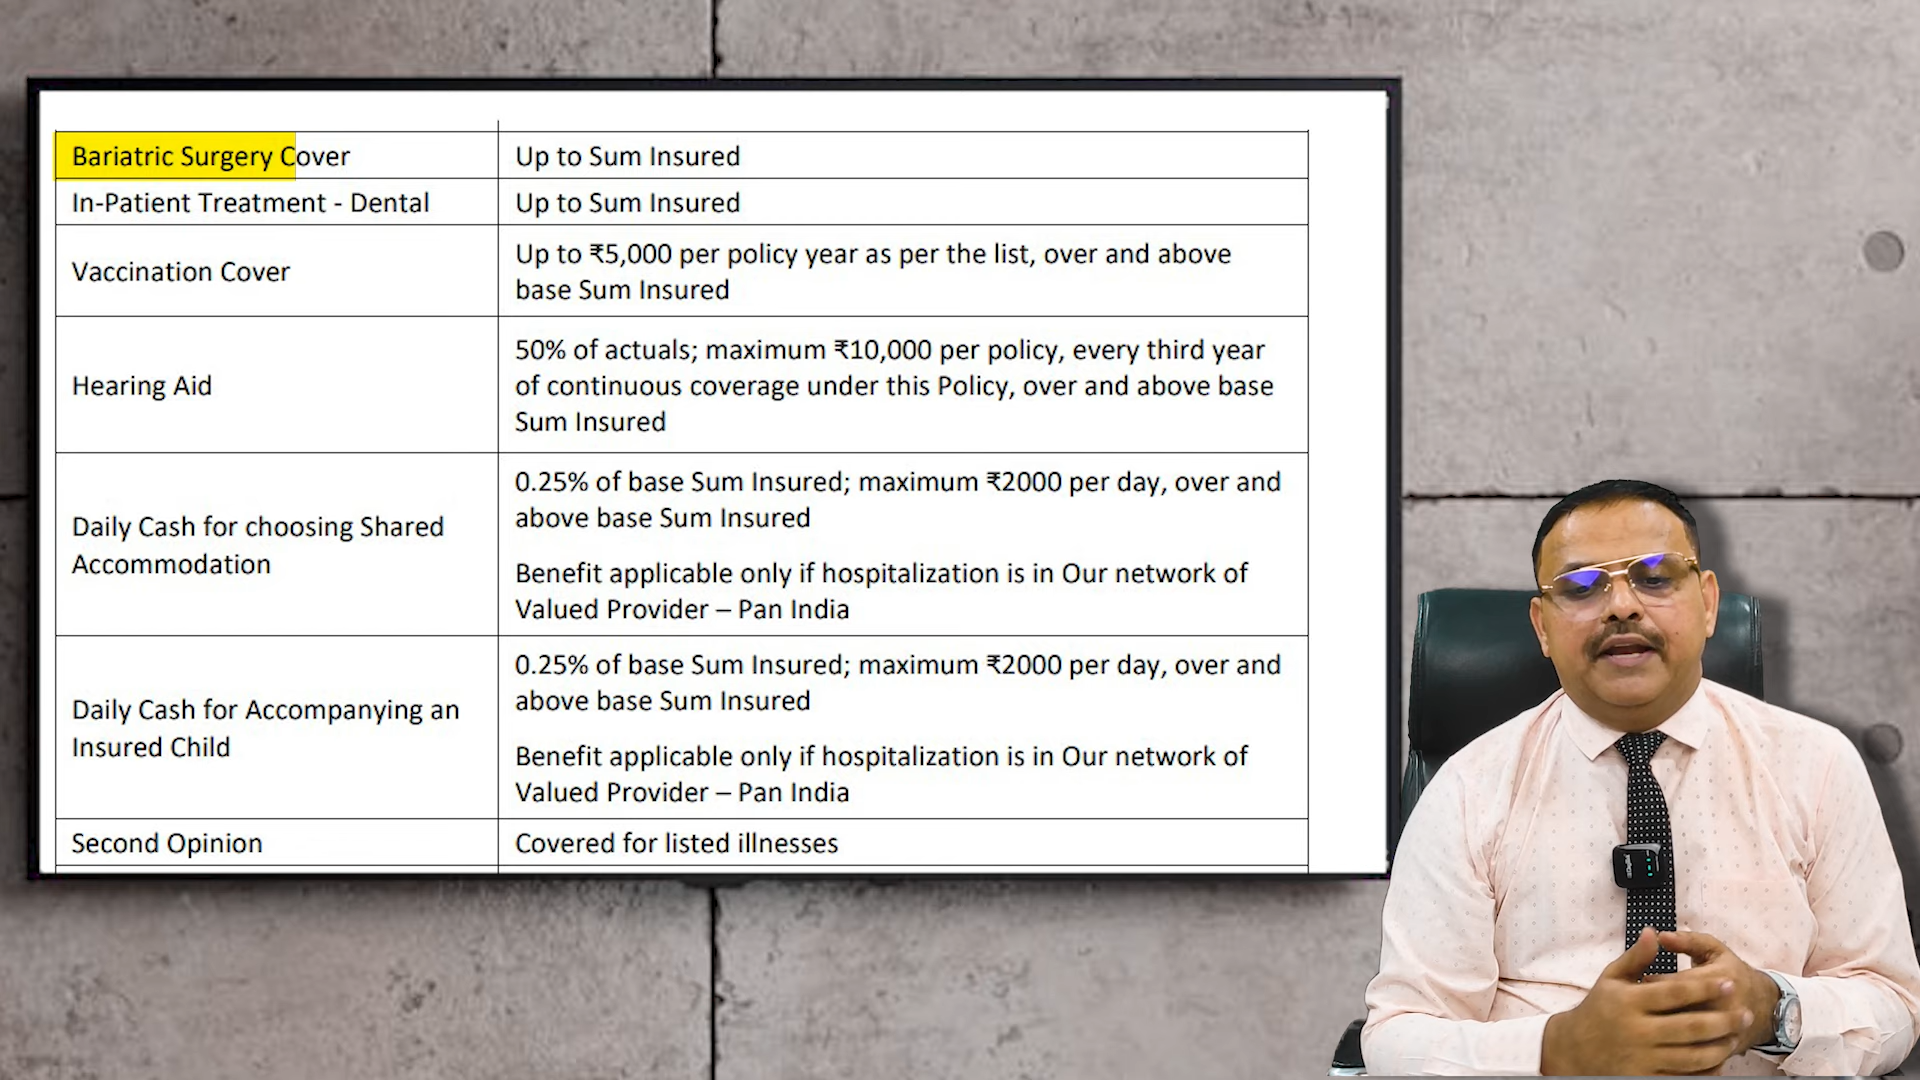 Bariatric Surgery Cover
Up to Sum Insured
In-Patient Treatment - Dental
Up to Sum Insured
Vaccination Cover
Up to ₹5,000 per policy year as per the list, over and above
base Sum Insured
Hearing Aid
50% of actuals; maximum ₹10,000 per policy, every third year
of continuous coverage under this Policy, over and above base
Sum Insured
Daily Cash for choosing Shared
Accommodation
0.25% of base Sum Insured; maximum ₹2000 per day, over and
above base Sum Insured
Benefit applicable only if hospitalization is in Our network of
Valued Provider – Pan India
Daily Cash for Accompanying an
Insured Child
0.25% of base Sum Insured; maximum ₹2000 per day, over and
above base Sum Insured
Benefit applicable only if hospitalization is in Our network of
Valued Provider – Pan India
Second Opinion
Covered for listed illnesses